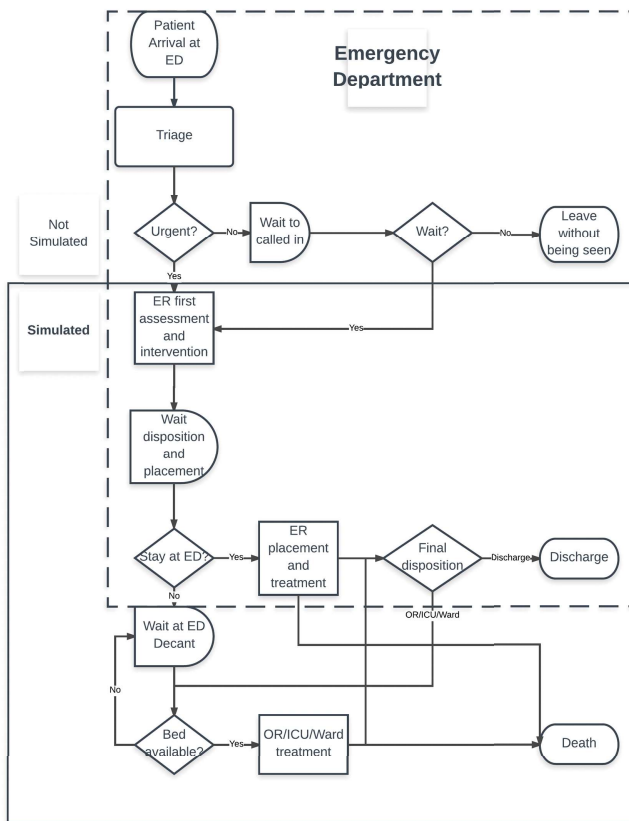 Patient
Arrival at
ED
Emergency
Department
Triage
Not
Simulated
Urgent?
No
Wait to
called in
Wait?
No
Leave
without
being seen
Yes
Simulated
ER first
assessment
and
intervention
Yes
Wait
disposition
and
placement
Stay at ED?
Yes
ER
placement
and
treatment
Final
disposition
Discharge
Discharge
No
OR/ICU/Ward
Wait at ED
Decant
No
Bed
available?
Yes
OR/ICU/Ward
treatment
Death